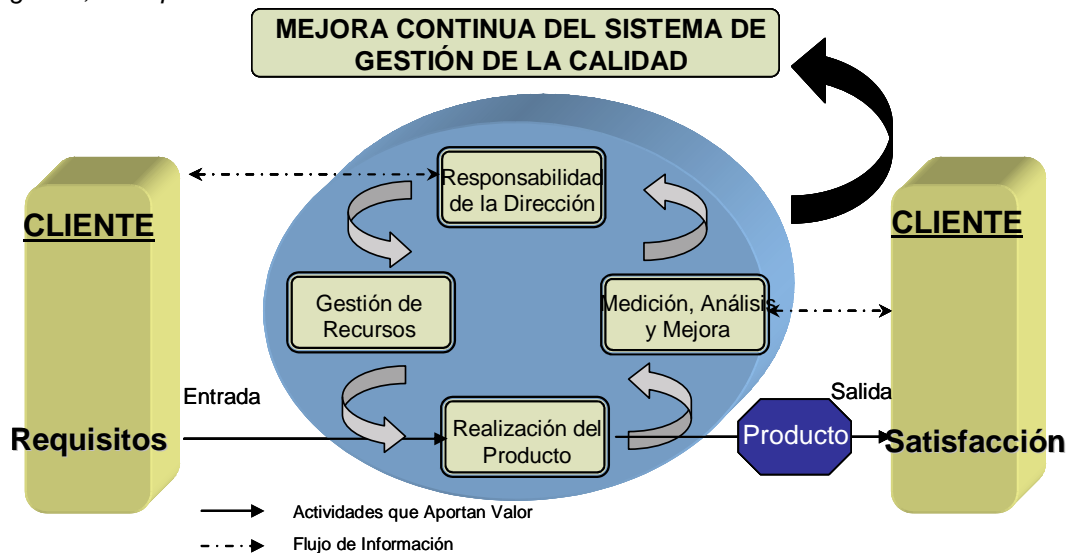 MEJORA CONTINUA DEL SISTEMA DE
GESTIÓN DE LA CALIDAD
Responsabilidad
de la Dirección
CLIENTE
CLIENTE
Gestión de
Recursos
Medición, Análisis
y Mejora
Entrada
Salida
Requisitos
Realización del
Producto
Producto
Satisfacción
Actividades que Aportan Valor
Flujo de Información